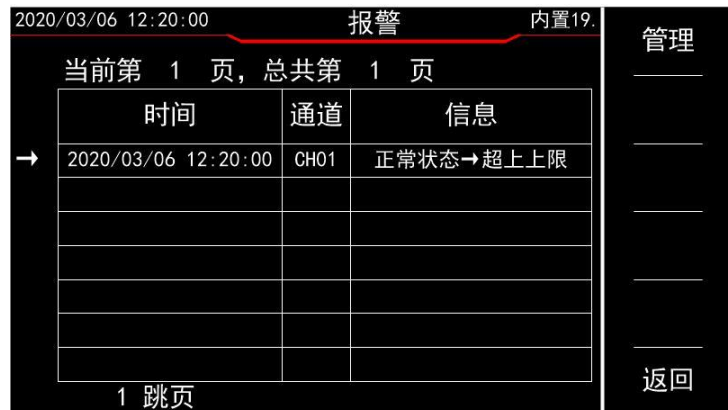 2020/03/06 12:20:00 报警 内置19.
管理
当前第 1 页，总共第 1 页
时间 通道 信息
→ 2020/03/06 12:20:00 CH01 正常状态→超上上限
1 跳页
返回